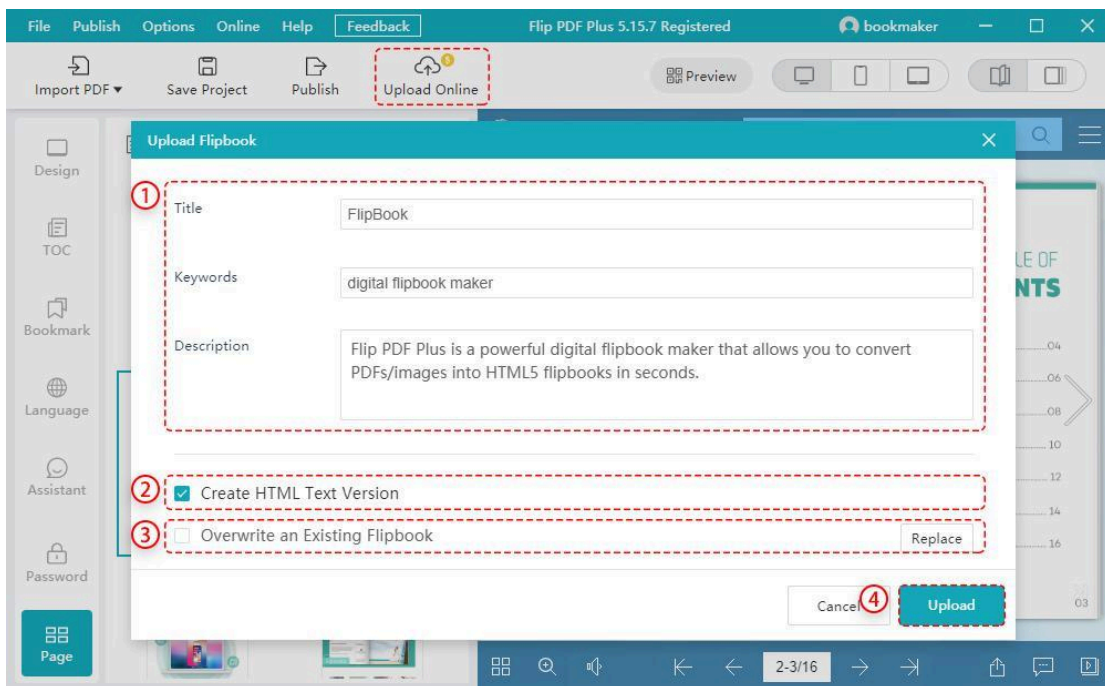 File Publish Options Online Help Feedback Flip PDF Plus 5.15.7 Registered bookmaker
Import PDF Save Project Publish Upload Online Preview
Design
TOC
Bookmark
Language
Assistant
Password
Page
Upload Flipbook
1
Title FlipBook
Keywords digital flipbook maker
Description Flip PDF Plus is a powerful digital flipbook maker that allows you to convert
PDFs/images into HTML5 flipbooks in seconds.
2 Create HTML Text Version
3 Overwrite an Existing Flipbook Replace
Cancel 4 Upload
LE OF
NTS
04
06
08
10
12
14
16
03
2-3/16